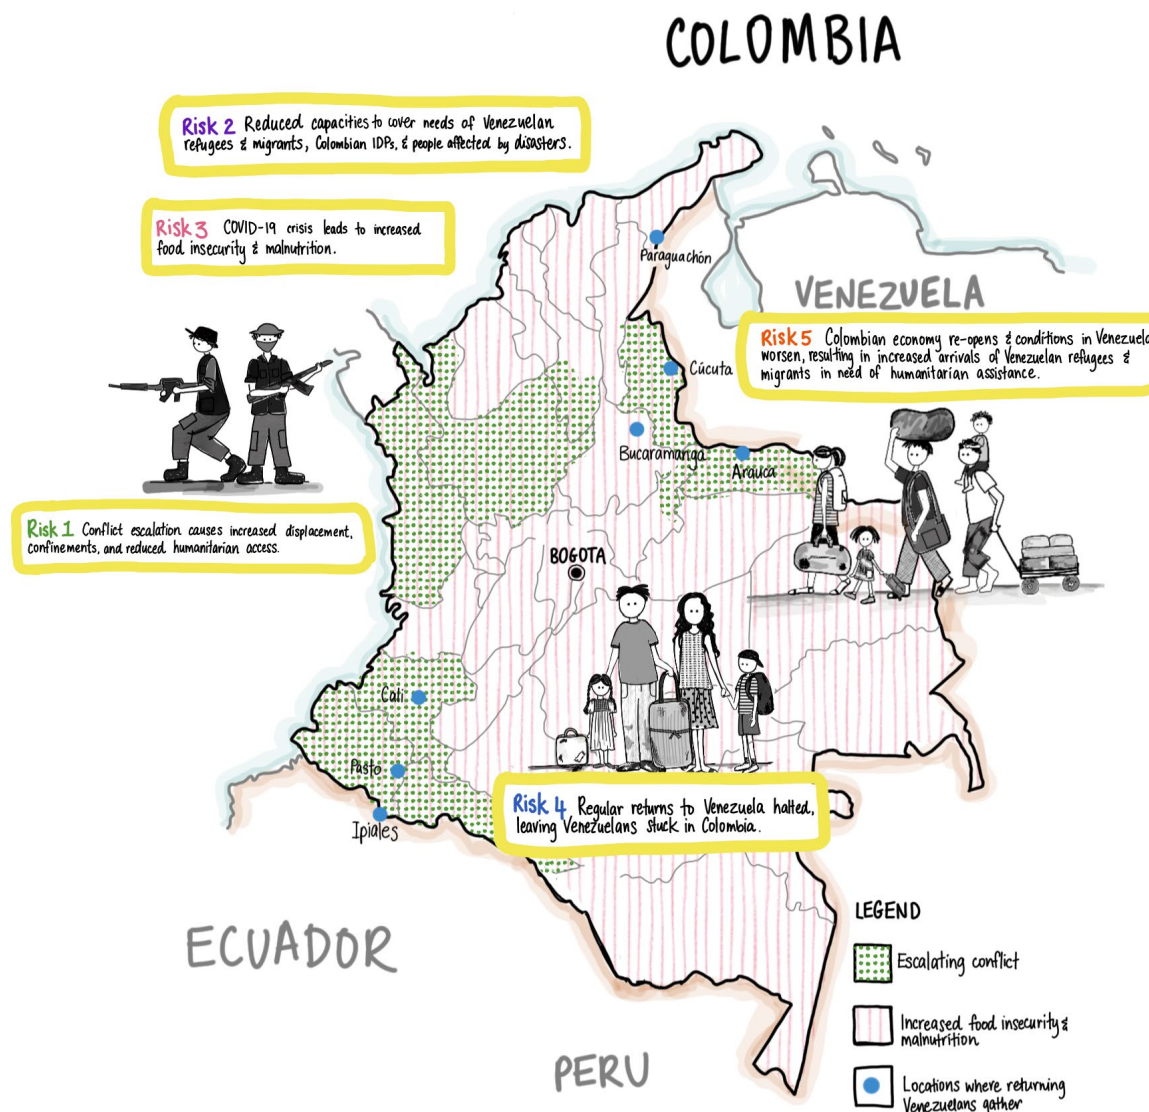 COLOMBIA
Risk 2 Reduced capacities to cover needs of Venezuelan
refugees & migrants, Colombian IDPs, & people affected by disasters.
Risk 3 COVID-19 crisis leads to increased
food insecurity & malnutrition.
Paraguachón
VENEZUELA
Risk 5 Colombian economy re-opens & conditions in Venezuela
worsen, resulting in increased arrivals of Venezuelan refugees &
migrants in need of humanitarian assistance.
Cúcuta
Bucaramanga
Arauca
Risk 1 Conflict escalation causes increased displacement,
confinements, and reduced humanitarian access.
BOGOTA
Cali
Pasto
Ipiales
Risk 4 Regular returns to Venezuela halted,
leaving Venezuelans stuck in Colombia.
ECUADOR
PERU
LEGEND
Escalating conflict
Increased food insecurity &
malnutrition
Locations where returning
Venezuelans gather